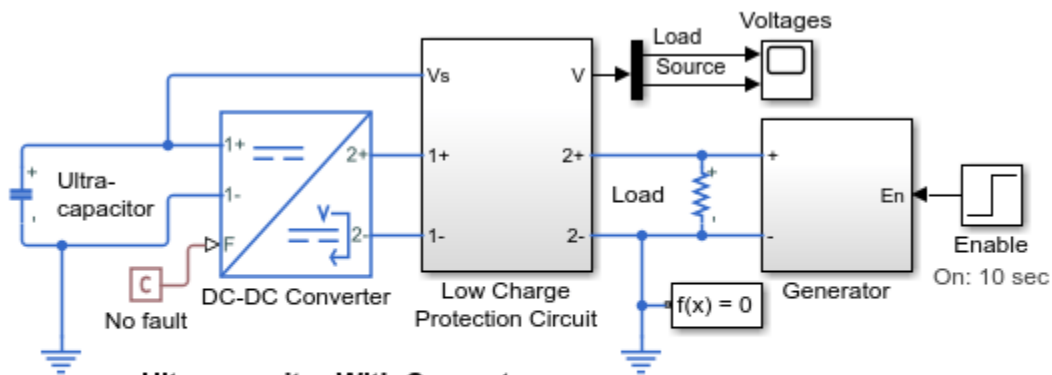 Voltages
Load
Source
Vs
V
1+
2+
1+
2+
+
+
+
Ultra-
capacitor
1-
V
Load
En
-
-
F
2-
1-
2-
-
C
DC-DC Converter
Low Charge
Protection Circuit
f(x) = 0
Generator
Enable
On: 10 sec
No fault